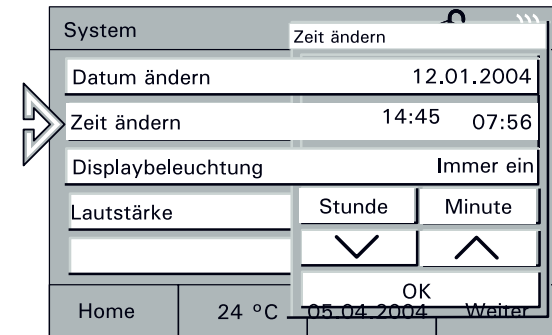 System
Zeit ändern
Datum ändern 12.01.2004
Zeit ändern 14:45 07:56
Displaybeleuchtung Immer ein
Lautstärke
Stunde Minute
OK
Home 24 °C 05.04.2004 Weiter